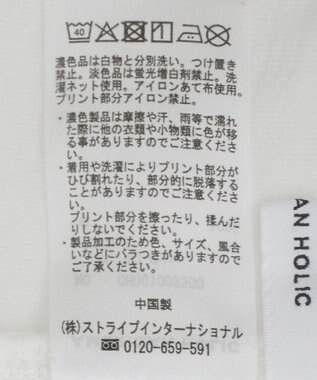 40
濃色品は白物と分別洗い。つけ置き
禁止。淡色品は蛍光増白剤禁止。洗
濯ネット使用。アイロンあて布使用。
プリント部分アイロン禁止。
・濃色製品は摩擦や汗、雨等で濡れ
た際に他の衣類や小物類に色が移
る事がありますのでご注意くださ
い。
・着用や洗濯によりプリント部分が
ひび割れたり、部分的に脱落する
ことがありますのでご注意くださ
い。
プリント部分を擦ったり、揉んだ
りしないでください。
・製品加工のため色、サイズ、風合
いなどにバラつきがありますので
ご了承ください。
中国製
(株)ストライプインターナショナル
0120-659-591
AN HOLIC